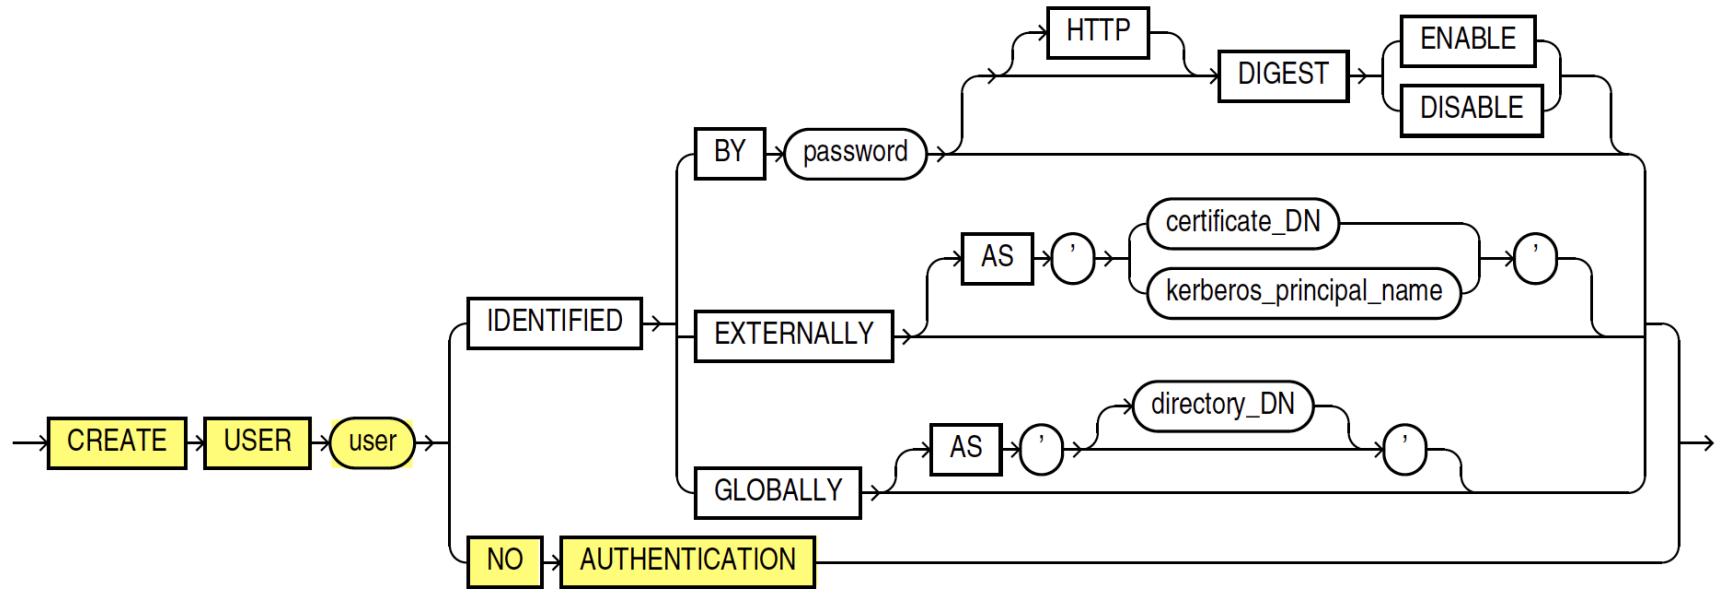 HTTP
ENABLE
DIGEST
DISABLE
BY password
certificate_DN
AS ' '
kerberos_principal_name
IDENTIFIED
EXTERNALLY
directory_DN
CREATE USER user
AS ' '
GLOBALLY
NO AUTHENTICATION